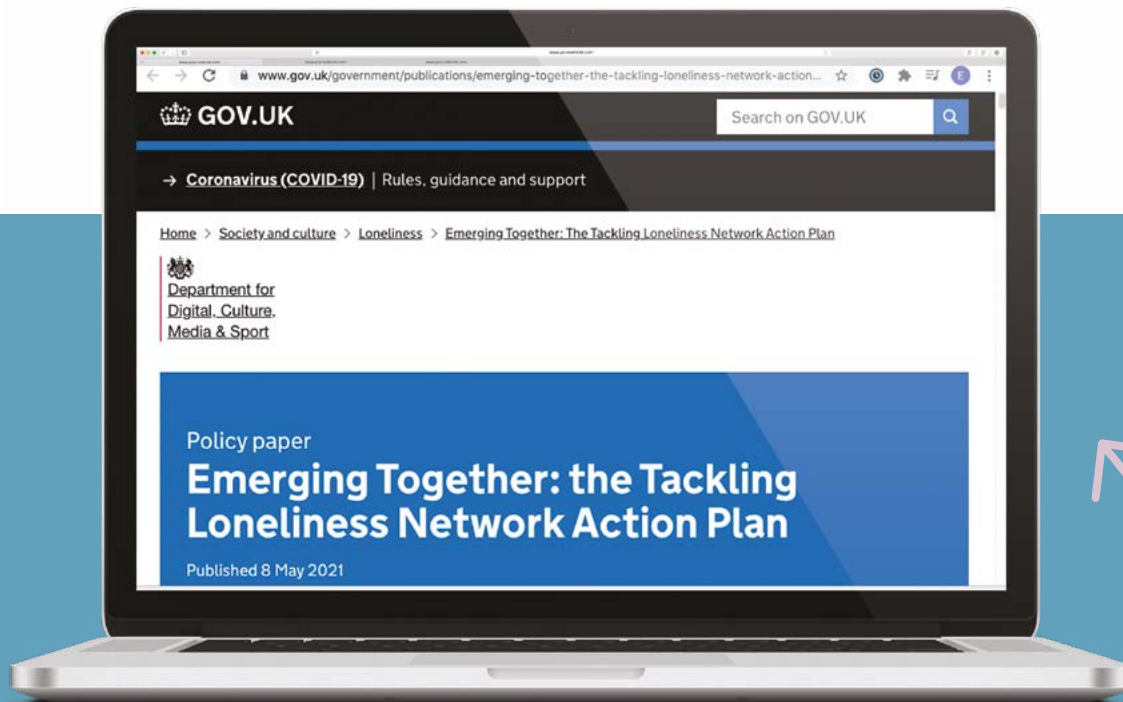 www.gov.uk/government/publications/emerging-together-the-tackling-loneliness-network-action...
E
GOV.UK
Search on GOV.UK
→ Coronavirus (COVID-19) | Rules, guidance and support
Home > Society and culture > Loneliness > Emerging Together: The Tackling Loneliness Network Action Plan
Department for
Digital, Culture,
Media & Sport
Policy paper
Emerging Together: the Tackling
Loneliness Network Action Plan
Published 8 May 2021